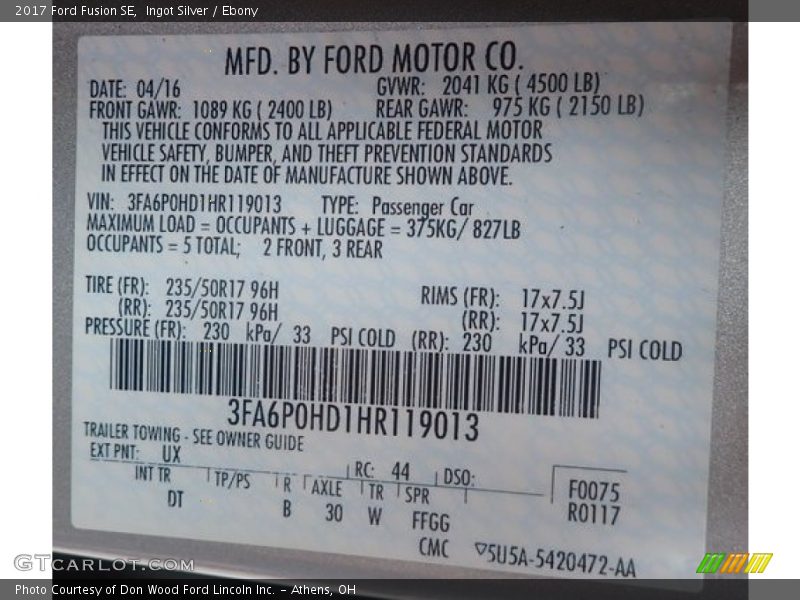 2017 Ford Fusion SE, Ingot Silver / Ebony
MFD. BY FORD MOTOR CO.
DATE: 04/16 GVWR: 2041 KG ( 4500 LB)
FRONT GAWR: 1089 KG ( 2400 LB) REAR GAWR: 975 KG ( 2150 LB)
THIS VEHICLE CONFORMS TO ALL APPLICABLE FEDERAL MOTOR
VEHICLE SAFETY, BUMPER, AND THEFT PREVENTION STANDARDS
IN EFFECT ON THE DATE OF MANUFACTURE SHOWN ABOVE.
VIN: 3FA6P0HD1HR119013 TYPE: Passenger Car
MAXIMUM LOAD = OCCUPANTS + LUGGAGE = 375KG/ 827LB
OCCUPANTS = 5 TOTAL; 2 FRONT, 3 REAR
TIRE (FR): 235/50R17 96H RIMS (FR): 17x7.5J
(RR): 235/50R17 96H (RR): 17x7.5J
PRESSURE (FR): 230 kPa/ 33 PSI COLD (RR): 230 kPa/ 33 PSI COLD
3FA6P0HD1HR119013
TRAILER TOWING - SEE OWNER GUIDE
EXT PNT: UX RC: 44 DSO:
INT TR TP/PS R AXLE TR SPR F0075
DT B 30 W FFGG R0117
CMC ▽5U5A-5420472-AA
GTCARLOT.COM
Photo Courtesy of Don Wood Ford Lincoln Inc. - Athens, OH